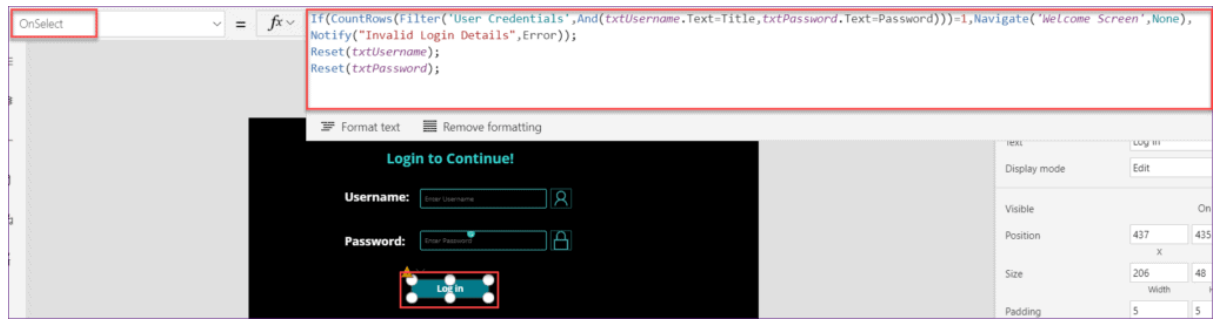 OnSelect
= fx
If(CountRows(Filter('User Credentials',And(txtUsername.Text=Title,txtPassword.Text=Password)))=1,Navigate('Welcome Screen',None),
Notify("Invalid Login Details",Error));
Reset(txtUsername);
Reset(txtPassword);
Format text Remove formatting
Login to Continue!
Username: Enter Username
Password: Enter Password
Log in
Text Log in
Display mode Edit
Visible On
Position 437 435
X
Size 206 48
Width H
Padding 5 5